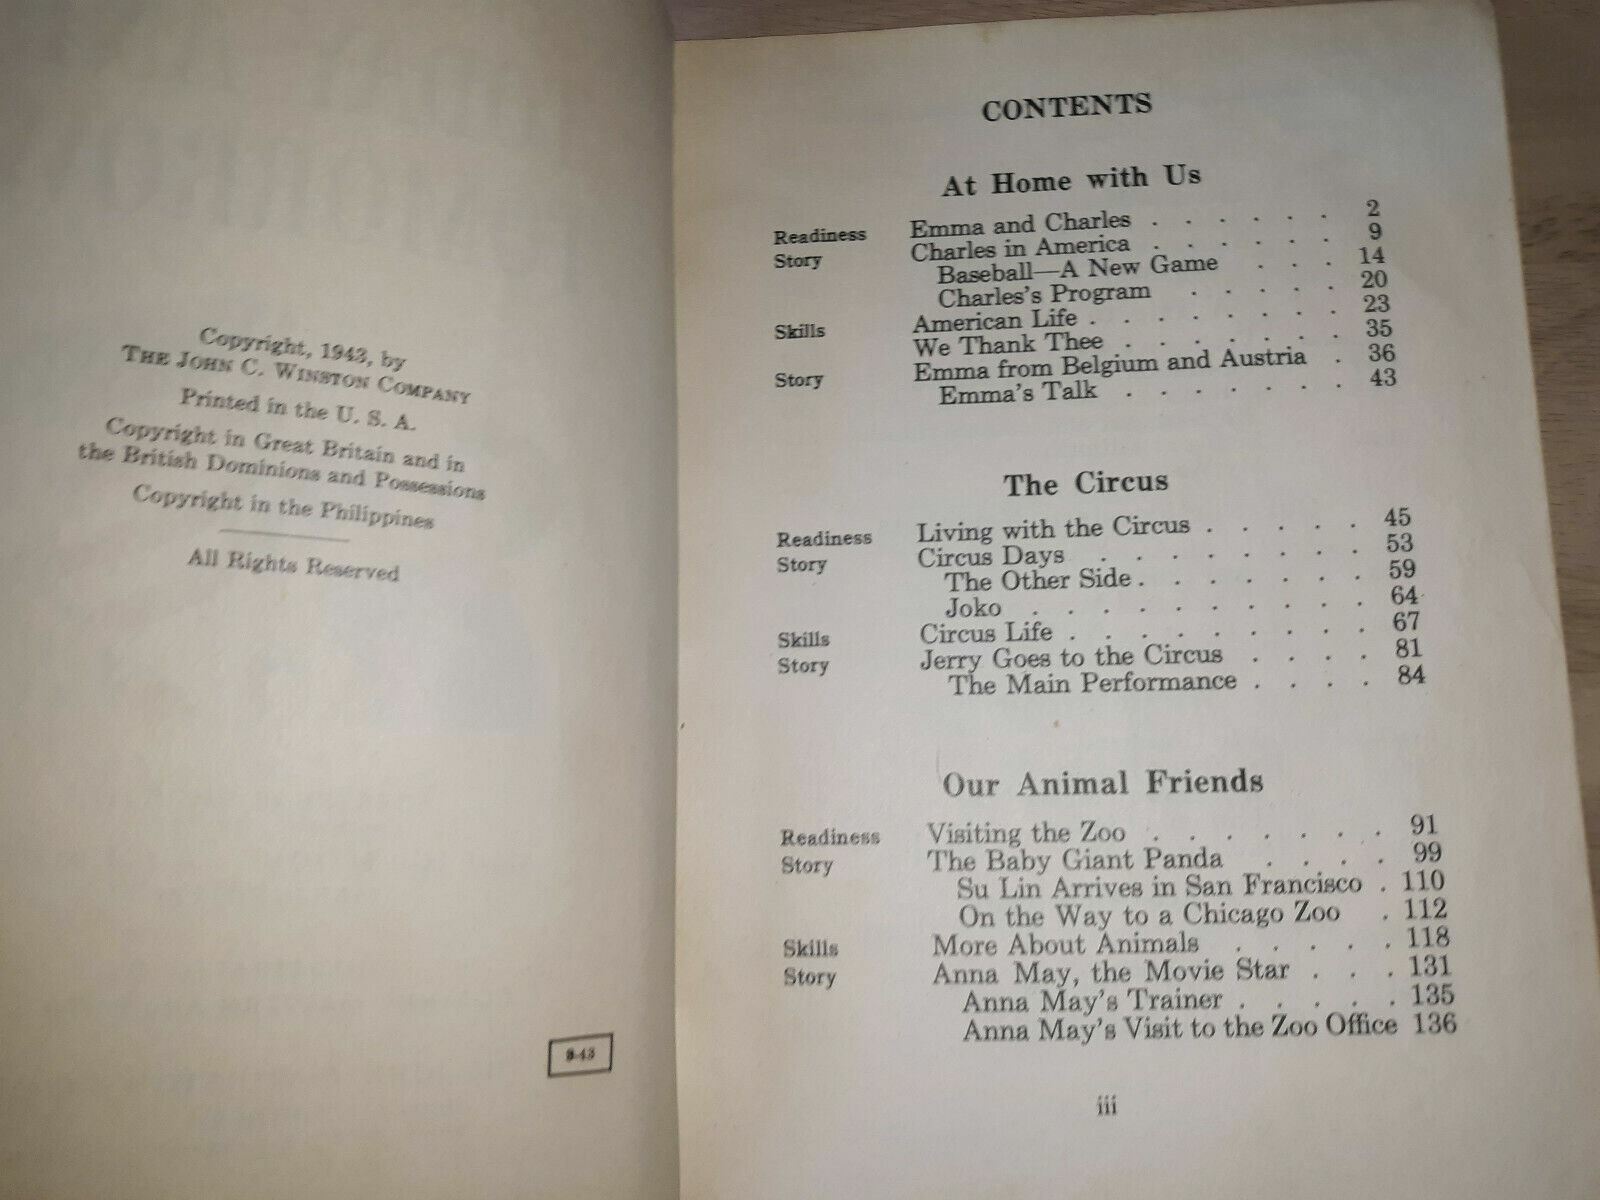 Copyright, 1943, by
THE JOHN C. WINSTON COMPANY
Printed in the U. S. A.
Copyright in Great Britain and in
the British Dominions and Possessions
Copyright in the Philippines
All Rights Reserved
CONTENTS
At Home with Us
Readiness Emma and Charles . . . . . . 2
Story Charles in America . . . . . . 9
Baseball—A New Game . . . 14
Charles's Program . . . . . 20
Skills American Life . . . . . . . . 23
We Thank Thee . . . . . . . 35
Story Emma from Belgium and Austria . 36
Emma's Talk . . . . . . . 43
The Circus
Readiness Living with the Circus . . . . . 45
Story Circus Days . . . . . . . . 53
The Other Side . . . . . . . 59
Joko . . . . . . . . . . 64
Skills Circus Life . . . . . . . . . 67
Story Jerry Goes to the Circus . . . . 81
The Main Performance . . . . 84
Our Animal Friends
Readiness Visiting the Zoo . . . . . . . 91
Story The Baby Giant Panda . . . . 99
Su Lin Arrives in San Francisco . 110
On the Way to a Chicago Zoo . 112
Skills More About Animals . . . . . 118
Story Anna May, the Movie Star . . . 131
Anna May's Trainer . . . . . 135
Anna May's Visit to the Zoo Office 136
iii